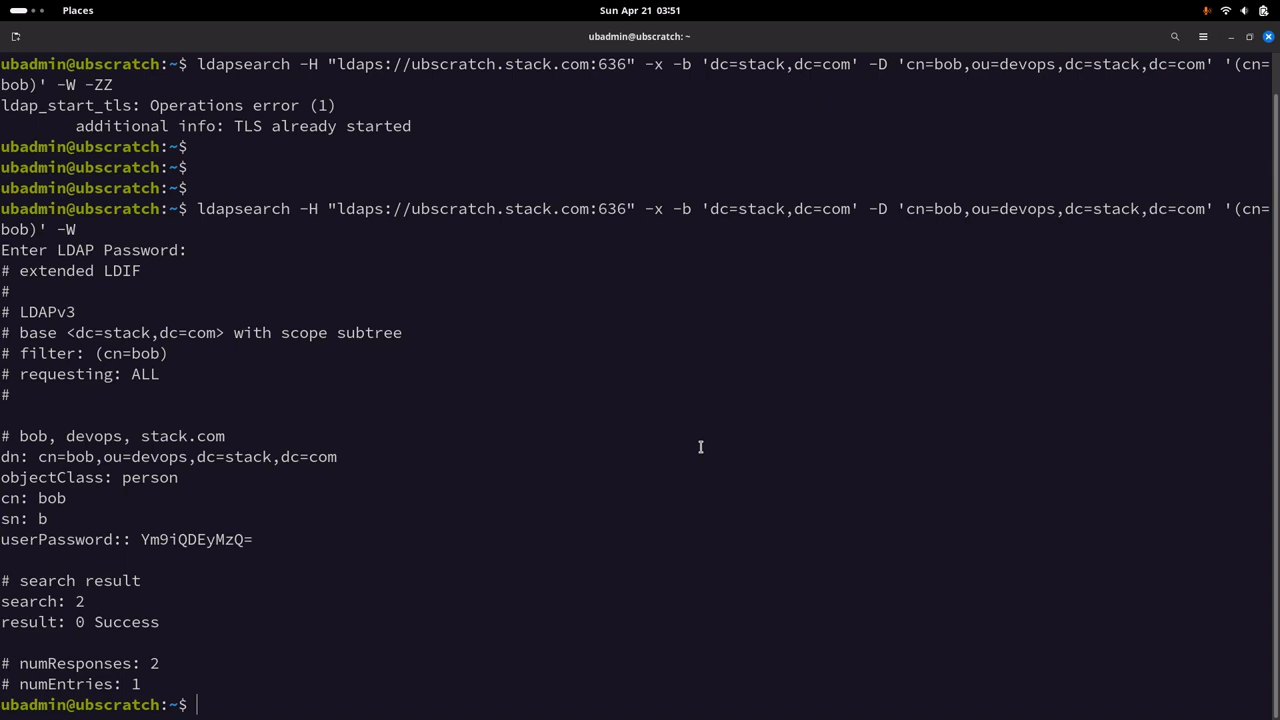 Places
Sun Apr 21 03:51
ubadmin@ubscratch: ~
ubadmin@ubscratch:~$ ldapsearch -H "ldaps://ubscratch.stack.com:636" -x -b 'dc=stack,dc=com' -D 'cn=bob,ou=devops,dc=stack,dc=com' '(cn=
bob)' -W -ZZ
ldap_start_tls: Operations error (1)
        additional info: TLS already started
ubadmin@ubscratch:~$
ubadmin@ubscratch:~$
ubadmin@ubscratch:~$
ubadmin@ubscratch:~$ ldapsearch -H "ldaps://ubscratch.stack.com:636" -x -b 'dc=stack,dc=com' -D 'cn=bob,ou=devops,dc=stack,dc=com' '(cn=
bob)' -W
Enter LDAP Password:
# extended LDIF
#
# LDAPv3
# base <dc=stack,dc=com> with scope subtree
# filter: (cn=bob)
# requesting: ALL
#
# bob, devops, stack.com
dn: cn=bob,ou=devops,dc=stack,dc=com
objectClass: person
cn: bob
sn: b
userPassword:: Ym9iQDEyMzQ=
# search result
search: 2
result: 0 Success
# numResponses: 2
# numEntries: 1
ubadmin@ubscratch:~$